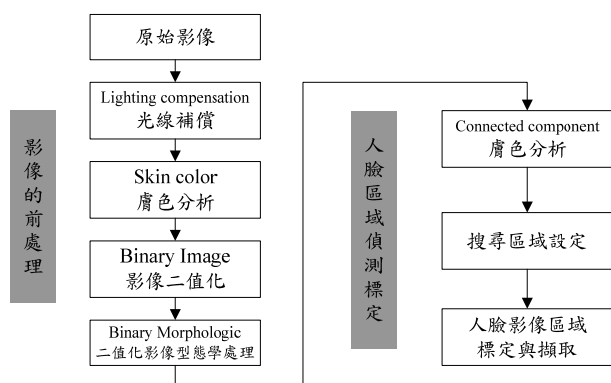 影像的前處理
原始影像
Lighting compensation
光線補償
Skin color
膚色分析
Binary Image
影像二值化
Binary Morphologic
二值化影像型態學處理
人臉區域偵測標定
Connected component
膚色分析
搜尋區域設定
人臉影像區域
標定與擷取